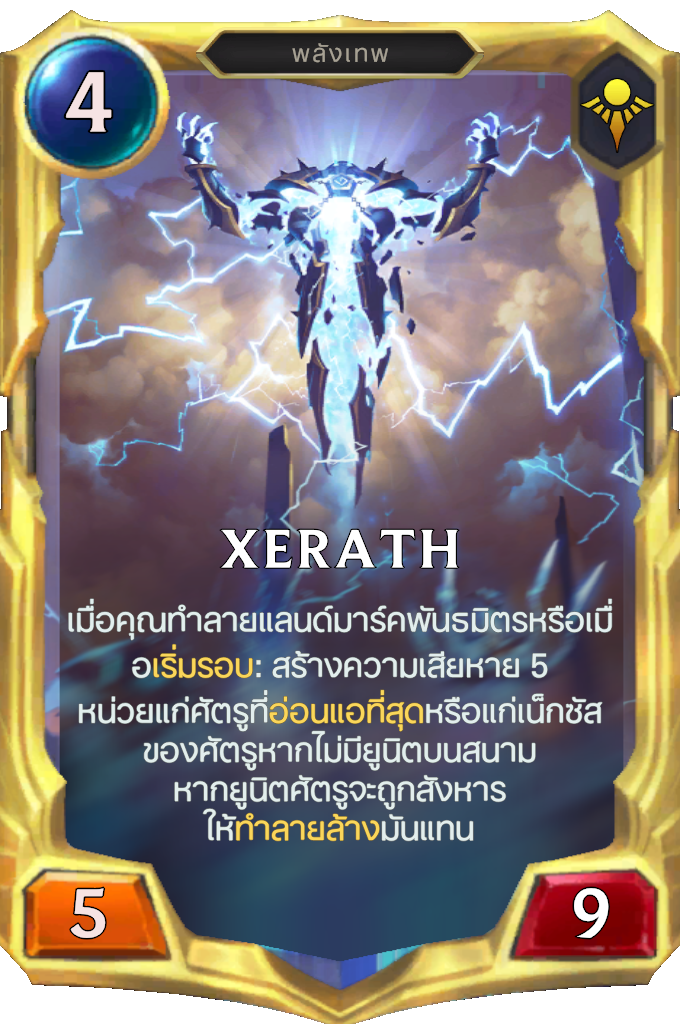 พลังเทพ
4
XERATH
เมื่อคุณทำลายแลนด์มาร์คพันธมิตรหรือเมื่
อเริ่มรอบ: สร้างความเสียหาย 5
หน่วยแก่ศัตรูที่อ่อนแอที่สุดหรือแก่เน็กซัส
ของศัตรูหากไม่มียูนิตบนสนาม
หากยูนิตศัตรูจะถูกสังหาร
ให้ทำลายล้างมันแทน
5
9